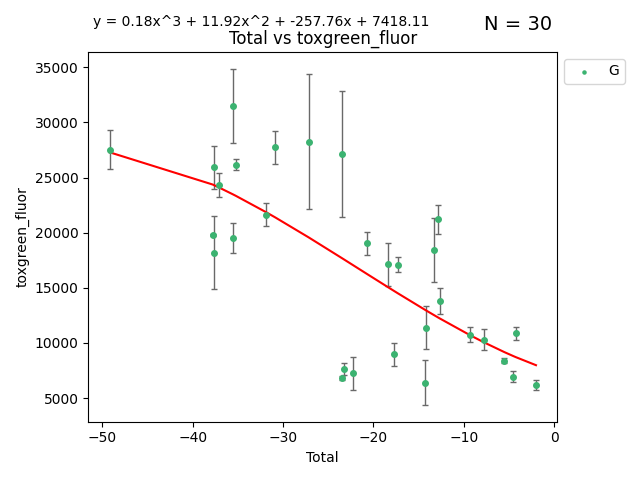 y = 0.18x^3 + 11.92x^2 + -257.76x + 7418.11
N = 30
Total vs toxgreen_fluor
G
toxgreen_fluor
35000
30000
25000
20000
15000
10000
5000
−50 −40 −30 −20 −10 0
Total